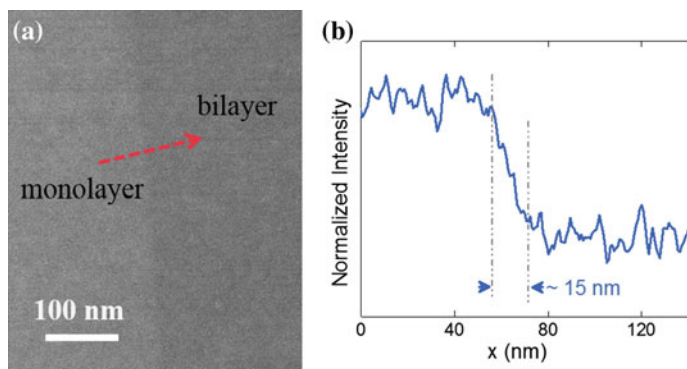 (a)
bilayer
monolayer
100 nm
(b)
Normalized Intensity
~ 15 nm
0 40 80 120
x (nm)